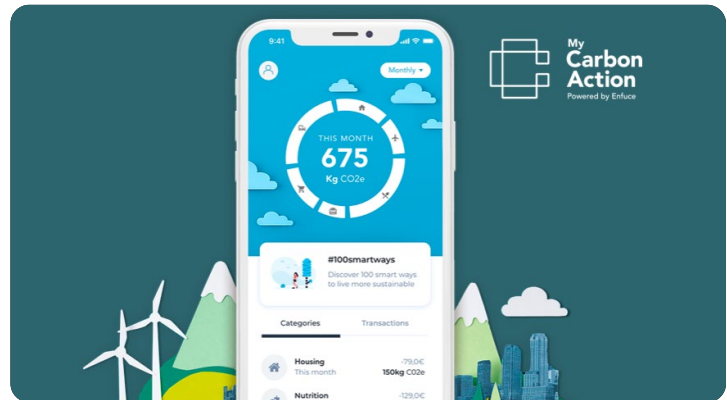 9:41
Monthly
My
Carbon
Action
Powered by Enfuce
THIS MONTH
675
Kg CO2e
#100smartways
Discover 100 smart ways
to live more sustainable
Categories
Transactions
Housing
-79.0€
This month
150kg C02e
Nutrition
-129.0€